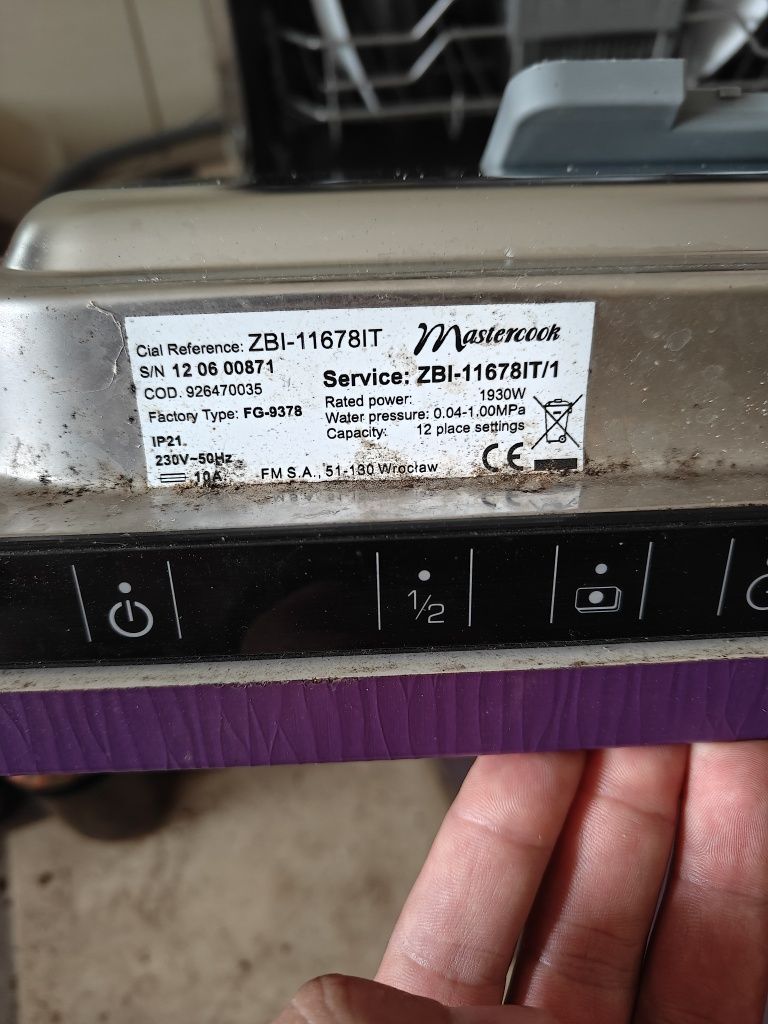 Cial Reference: ZBI-11678IT
Mastercook
S/N 12 06 00871
Service: ZBI-11678IT/1
COD. 926470035
Rated power: 1930W
Factory Type: FG-9378
Water pressure: 0.04-1.00MPa
Capacity: 12 place settings
IP21.
230V~50Hz
10A
FM S.A., 51-130 Wrocław
CE
1/2